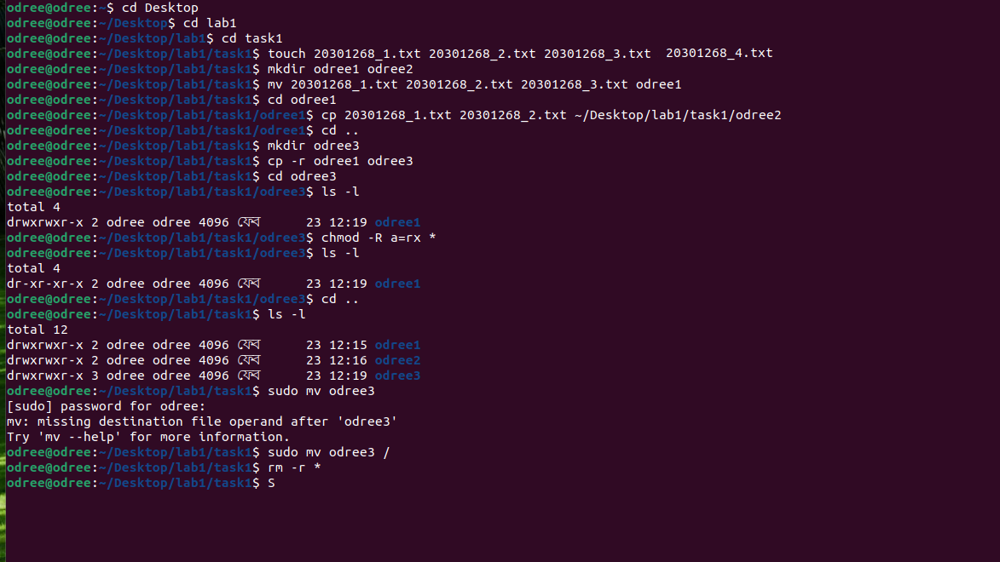 odree@odree:~$ cd Desktop
odree@odree:~/Desktop$ cd lab1
odree@odree:~/Desktop/lab1$ cd task1
odree@odree:~/Desktop/lab1/task1$ touch 20301268_1.txt 20301268_2.txt 20301268_3.txt  20301268_4.txt
odree@odree:~/Desktop/lab1/task1$ mkdir odree1 odree2
odree@odree:~/Desktop/lab1/task1$ mv 20301268_1.txt 20301268_2.txt 20301268_3.txt odree1
odree@odree:~/Desktop/lab1/task1$ cd odree1
odree@odree:~/Desktop/lab1/task1/odree1$ cp 20301268_1.txt 20301268_2.txt ~/Desktop/lab1/task1/odree2
odree@odree:~/Desktop/lab1/task1/odree1$ cd ..
odree@odree:~/Desktop/lab1/task1$ mkdir odree3
odree@odree:~/Desktop/lab1/task1$ cp -r odree1 odree3
odree@odree:~/Desktop/lab1/task1$ cd odree3
odree@odree:~/Desktop/lab1/task1/odree3$ ls -l
total 4
drwxrwxr-x 2 odree odree 4096 ফেব      23 12:19 odree1
odree@odree:~/Desktop/lab1/task1/odree3$ chmod -R a=rx *
odree@odree:~/Desktop/lab1/task1/odree3$ ls -l
total 4
dr-xr-xr-x 2 odree odree 4096 ফেব      23 12:19 odree1
odree@odree:~/Desktop/lab1/task1/odree3$ cd ..
odree@odree:~/Desktop/lab1/task1$ ls -l
total 12
drwxrwxr-x 2 odree odree 4096 ফেব      23 12:15 odree1
drwxrwxr-x 2 odree odree 4096 ফেব      23 12:16 odree2
drwxrwxr-x 3 odree odree 4096 ফেব      23 12:19 odree3
odree@odree:~/Desktop/lab1/task1$ sudo mv odree3
[sudo] password for odree:
mv: missing destination file operand after 'odree3'
Try 'mv --help' for more information.
odree@odree:~/Desktop/lab1/task1$ sudo mv odree3 /
odree@odree:~/Desktop/lab1/task1$ rm -r *
odree@odree:~/Desktop/lab1/task1$ S